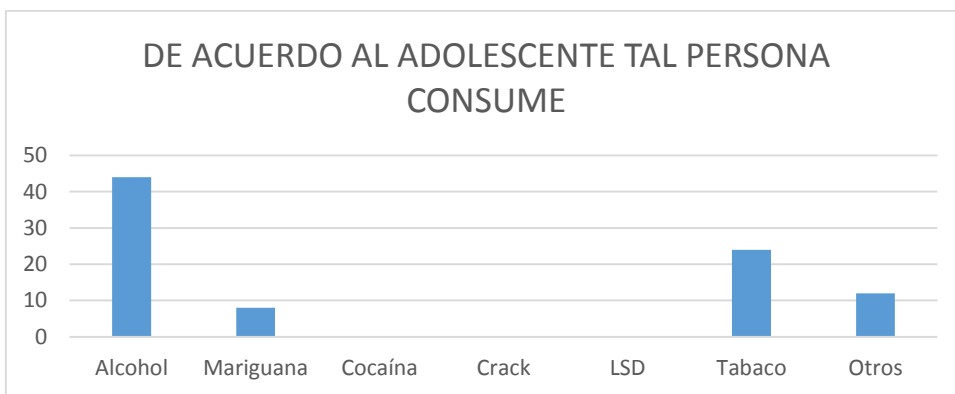 DE ACUERDO AL ADOLESCENTE TAL PERSONA
CONSUME
50
40
30
20
10
0
Alcohol Mariguana Cocaína Crack LSD Tabaco Otros